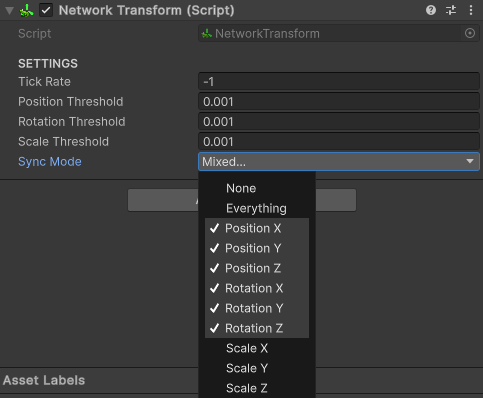 Network Transform (Script)
Script
NetworkTransform
SETTINGS
Tick Rate
-1
Position Threshold
0.001
Rotation Threshold
0.001
Scale Threshold
0.001
Sync Mode
Mixed...
None
Everything
Position X
Position Y
Position Z
Rotation X
Rotation Y
Rotation Z
Scale X
Scale Y
Scale Z
Asset Labels